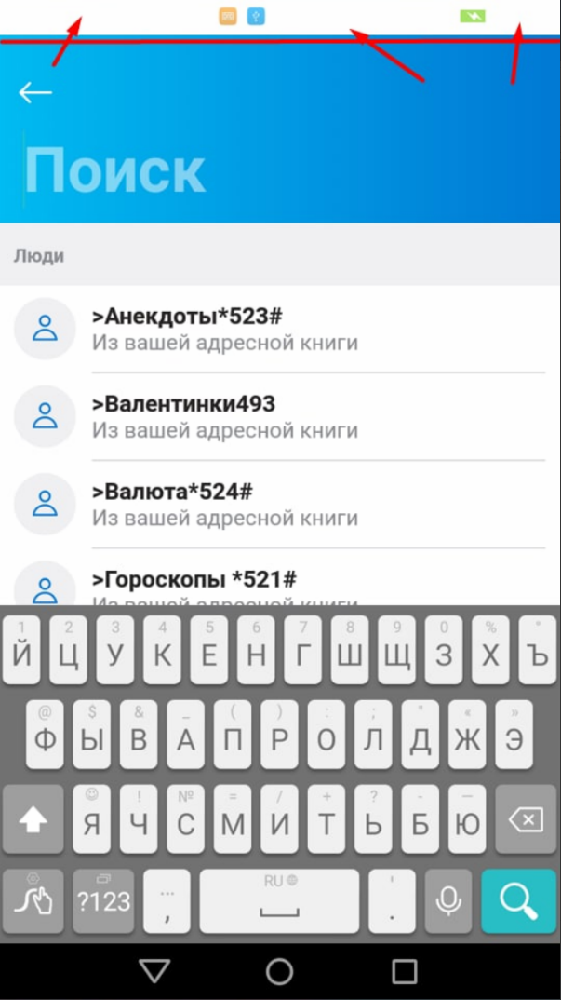 Поиск
Люди
>Анекдоты*523#
Из вашей адресной книги
>Валентинки493
Из вашей адресной книги
>Валюта*524#
Из вашей адресной книги
>Гороскопы *521#
Из вашей адресной книги
1 2 3 4 5 6 7 8 9 0 % "
Й Ц У К Е Н Г Ш Щ З Х Ъ
@ $ & _ ( ) : ; " « »
Ф Ы В А П Р О Л Д Ж Э
! № = / + ? - —
Я Ч С М И Т Ь Б Ю
RU
?123 , .